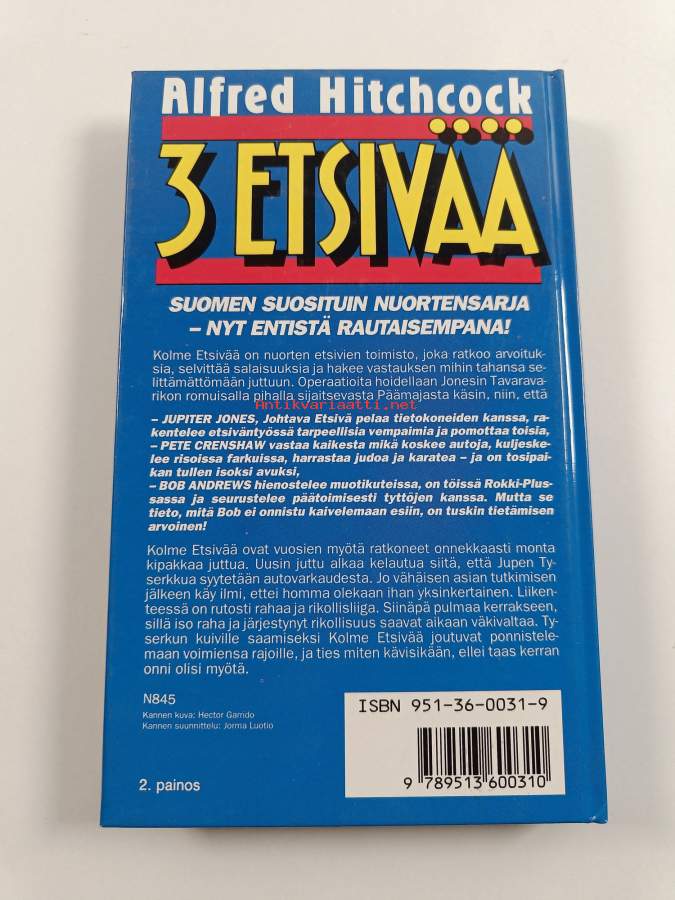 Alfred Hitchcock
3 ETSIVÄÄ
SUOMEN SUOSITUIN NUORTENSARJA
– NYT ENTISTÄ RAUTAISEMPANA!
Kolme Etsivää on nuorten etsivien toimisto, joka ratkoo arvoituk-
sia, selvittää salaisuuksia ja hakee vastauksen mihin tahansa se-
littämättömään juttuun. Operaatioita hoidellaan Jonesin Tavarava-
rikon romuisalla pihalla sijaitsevasta Päämajasta käsin, niin, että
Antikvariaatti.net
– JUPITER JONES, Johtava Etsivä pelaa tietokoneiden kanssa, ra-
kentelee etsiväntyössä tarpeellisia vempaimia ja pomottaa toisia,
– PETE CRENSHAW vastaa kaikesta mikä koskee autoja, kuljeske-
lee risoissa farkuissa, harrastaa judoa ja karatea – ja on tosipai-
kan tullen isoksi avuksi,
– BOB ANDREWS hienostelee muotikuteissa, on töissä Rokki-Plus-
sassa ja seurustelee päätoimisesti tyttöjen kanssa. Mutta se
tieto, mitä Bob ei onnistu kaivelemaan esiin, on tuskin tietämisen
arvoinen!
Kolme Etsivää ovat vuosien myötä ratkoneet onnekkaasti monta
kipakkaa juttua. Uusin juttu alkaa kelautua siitä, että Jupen Ty-
serkkua syytetään autovarkaudesta. Jo vähäisen asian tutkimisen
jälkeen käy ilmi, ettei homma olekaan ihan yksinkertainen. Liiken-
teessä on rutosti rahaa ja rikollisliiga. Siinäpä pulmaa kerrakseen,
sillä iso raha ja järjestynyt rikollisuus saavat aikaan väkivaltaa. Ty-
serkun kuiville saamiseksi Kolme Etsivää joutuvat ponnistele-
maan voimiensa rajoille, ja ties miten kävisikään, ellei taas kerran
onni olisi myötä.
N845
Kannen kuva: Hector Garrido
Kannen suunnittelu: Jorma Luotio
ISBN 951-36-0031-9
9 789513 600310
2. painos